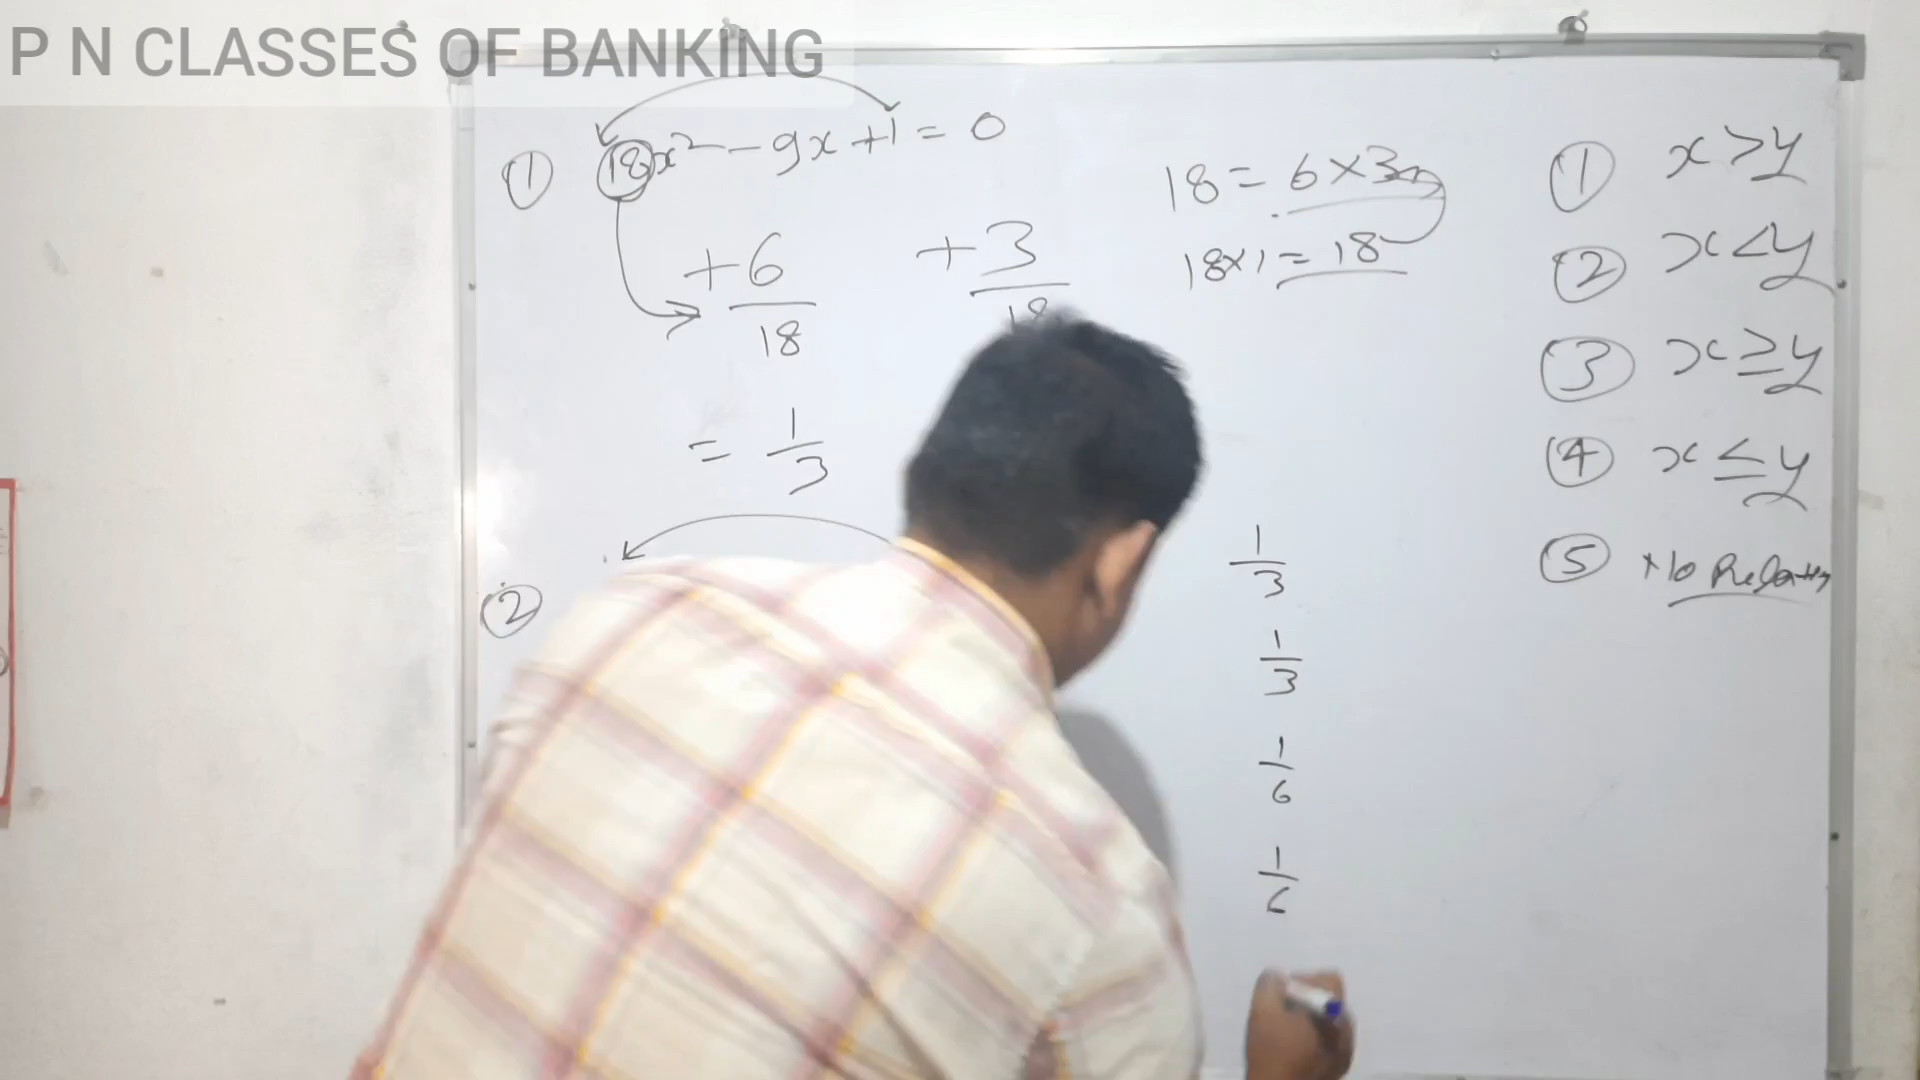 P N CLASSES OF BANKING
① 18x² - 9x + 1 = 0
18 = 6 × 3
18 × 1 = 18
+6/18 +3/18
= 1/3
②
1/3
1/3
1/6
1/6
① x > y
② x < y
③ x ≥ y
④ x ≤ y
⑤ No Relation